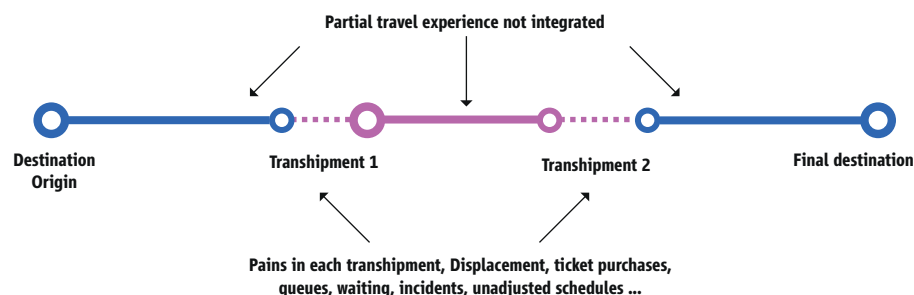 Partial travel experience not integrated
Destination
Origin
Transhipment 1
Transhipment 2
Final destination
Pains in each transhipment, Displacement, ticket purchases,
queues, waiting, incidents, unadjusted schedules ...